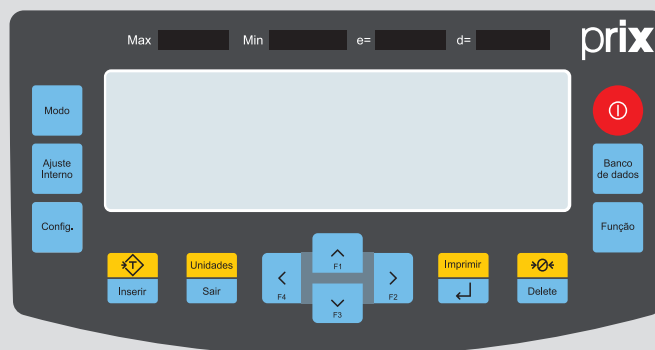 Max Min e= d=
prix
Modo
Ajuste
Interno
Config.
Banco
de dados
Função
T
Inserir
Unidades
Sair
F4
F1
F3
F2
Imprimir
0
Delete